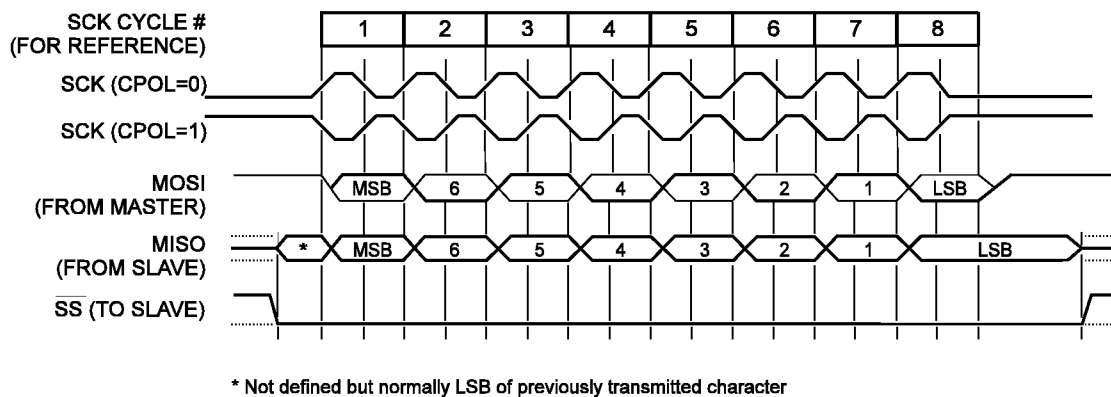 SCK CYCLE #
(FOR REFERENCE)
1 2 3 4 5 6 7 8
SCK (CPOL=0)
SCK (CPOL=1)
MOSI
(FROM MASTER)
MSB 6 5 4 3 2 1 LSB
MISO
(FROM SLAVE)
* MSB 6 5 4 3 2 1 LSB
S̅S̅ (TO SLAVE)
* Not defined but normally LSB of previously transmitted character